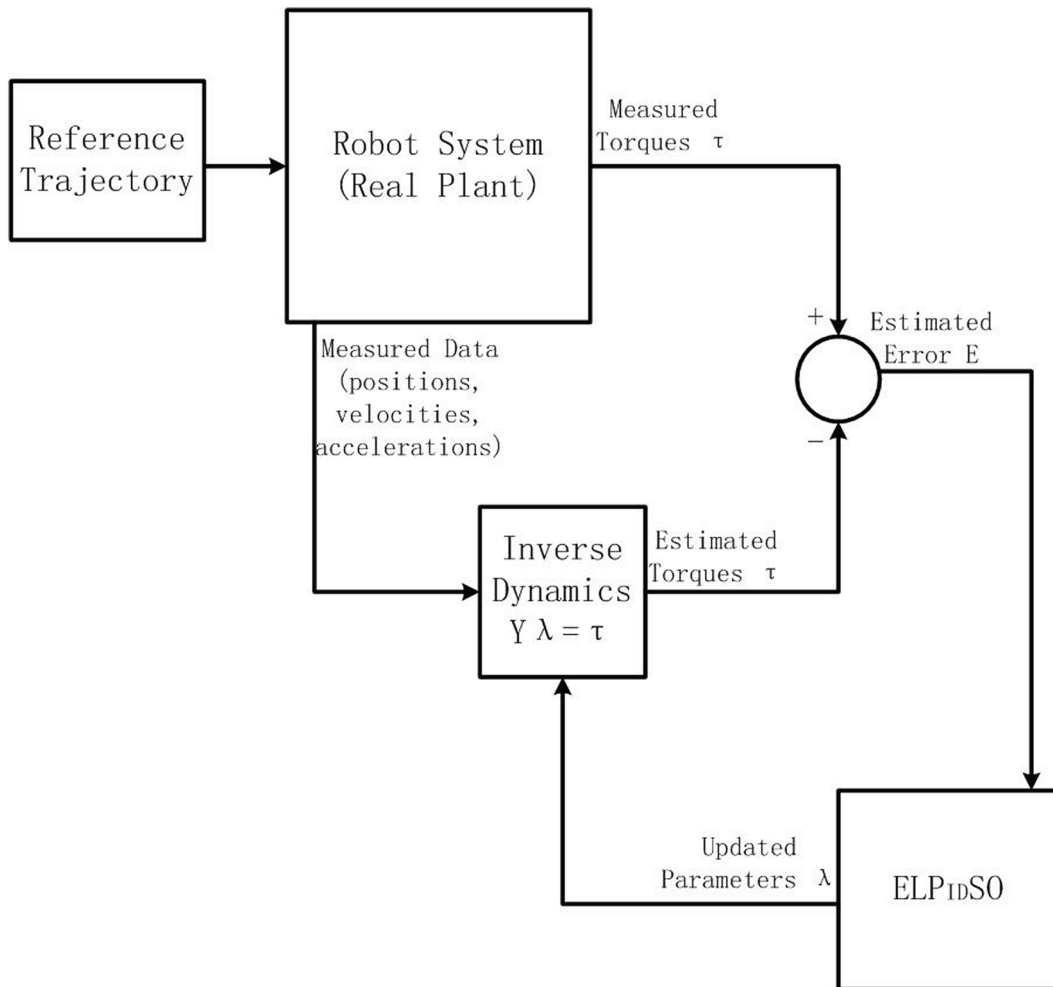 Reference
Trajectory
Robot System
(Real Plant)
Measured
Torques τ
Measured Data
(positions,
velocities,
accelerations)
+
Estimated
Error E
−
Inverse
Dynamics
Υλ=τ
Estimated
Torques τ
Updated
Parameters λ
ELPIDSO